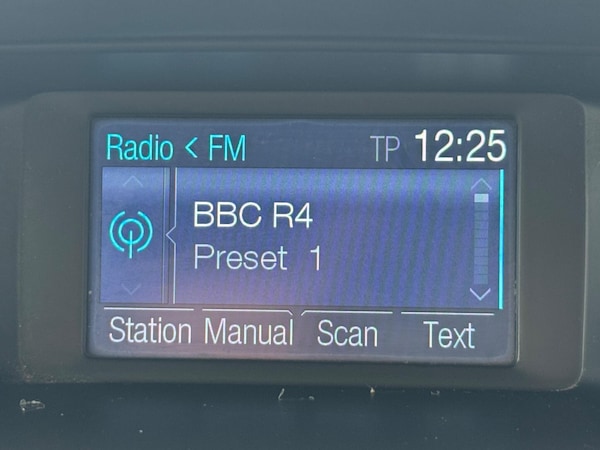 Radio < FM TP 12:25
BBC R4
Preset 1
Station Manual Scan Text